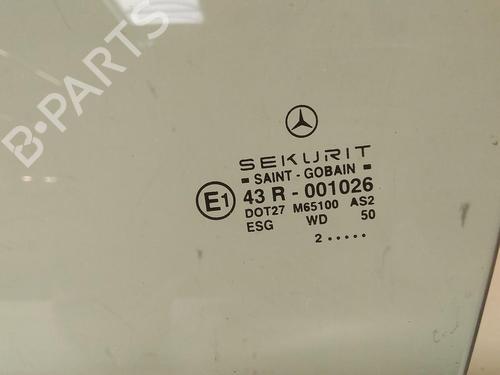 B-PARTS
SEKURIT
SAINT - GOBAIN
E1 43 R - 001026
DOT27 M65100 AS2
ESG WD 50
2 •••••